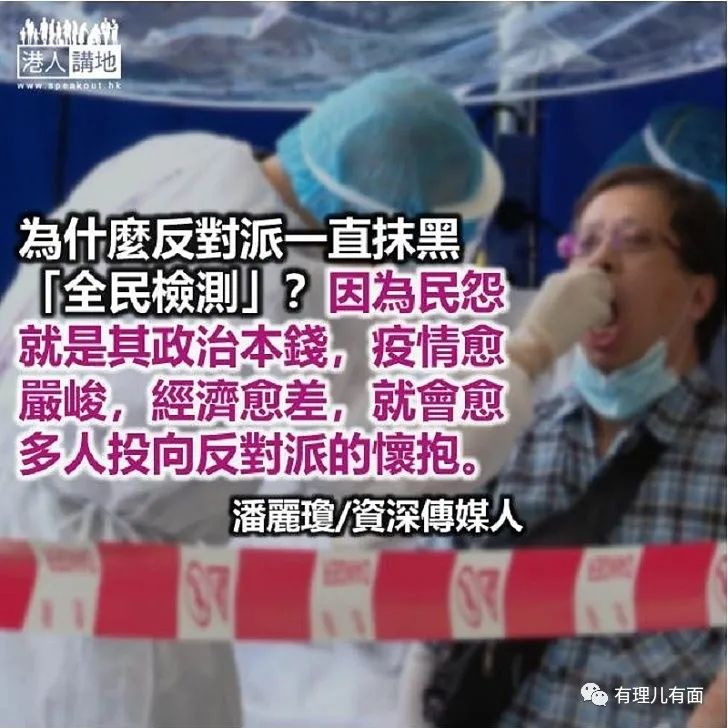 港人講地
www.speakout.hk
為什麼反對派一直抹黑
「全民檢測」？因為民怨
就是其政治本錢，疫情愈
嚴峻，經濟愈差，就會愈
多人投向反對派的懷抱。
潘麗瓊/資深傳媒人
有理儿有面